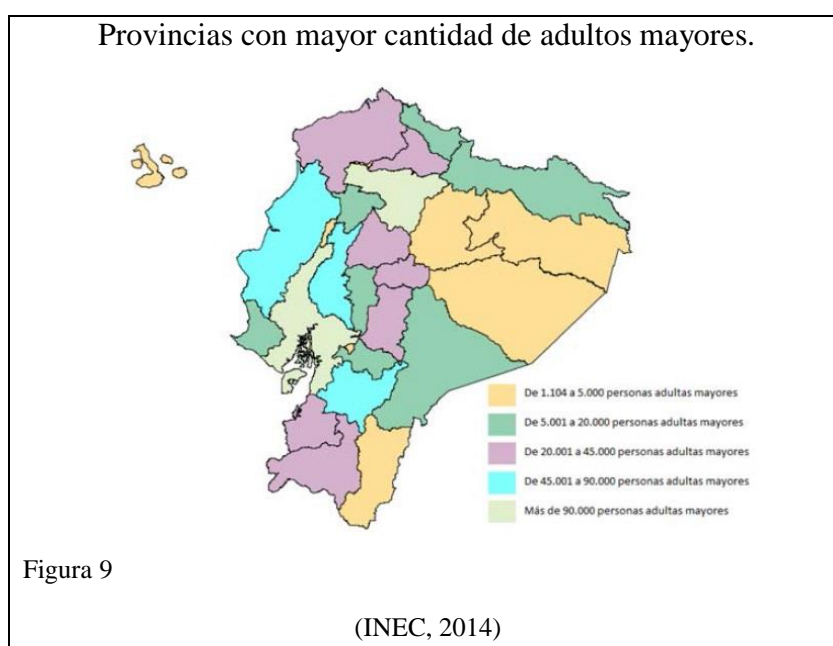 Provincias con mayor cantidad de adultos mayores.
De 1.104 a 5.000 personas adultas mayores
De 5.001 a 20.000 personas adultas mayores
De 20.001 a 45.000 personas adultas mayores
De 45.001 a 90.000 personas adultas mayores
Más de 90.000 personas adultas mayores
Figura 9
(INEC, 2014)